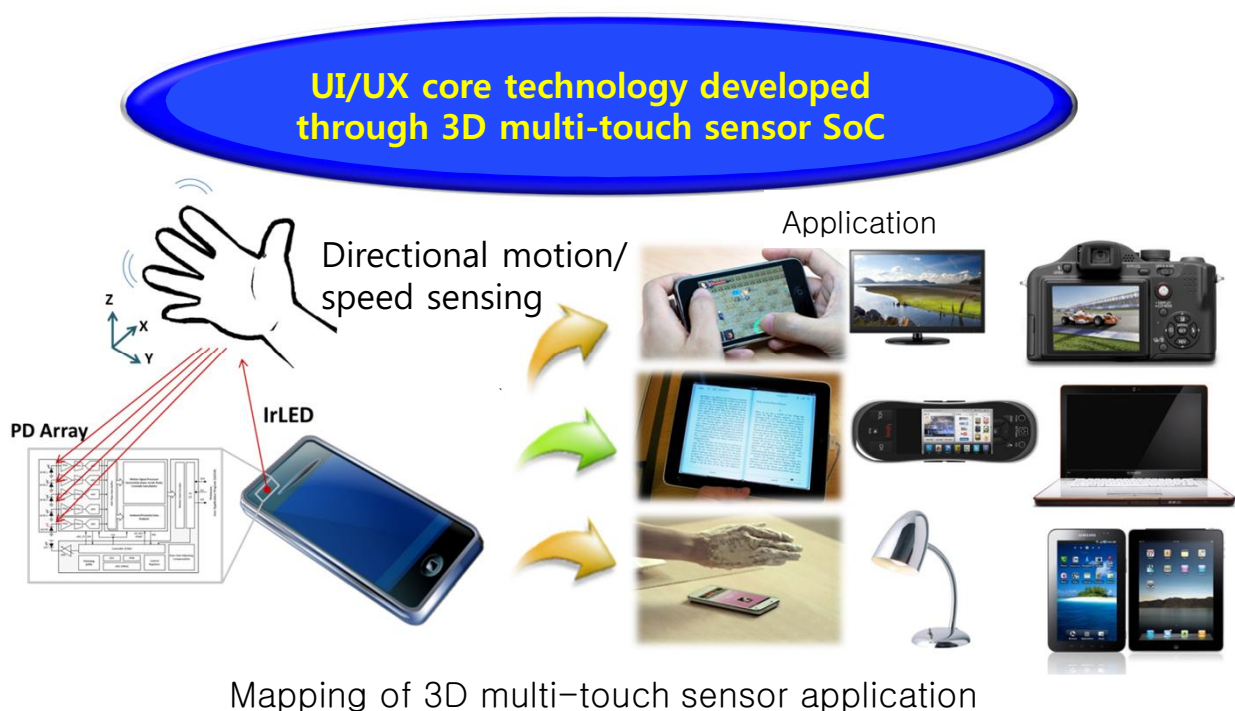 UI/UX core technology developed
through 3D multi-touch sensor SoC
Application
Directional motion/
speed sensing
Z
X
Y
IrLED
PD Array
SAMSUNG
Mapping of 3D multi-touch sensor application